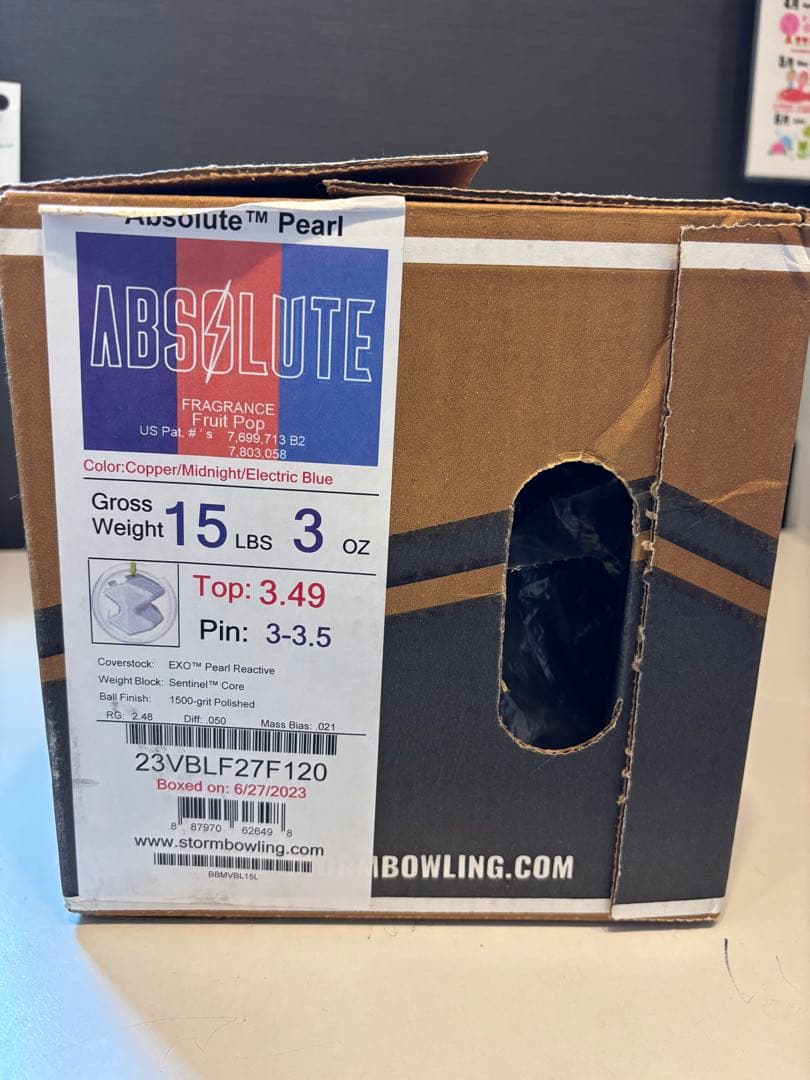 Absolute™ Pearl
ABSOLUTE
FRAGRANCE
Fruit Pop
US Pat. # ' s 7,699,713 B2
7,803,058
Color:Copper/Midnight/Electric Blue
Gross
Weight 15 LBS 3 OZ
Top: 3.49
Pin: 3-3.5
Coverstock: EXO™ Pearl Reactive
Weight Block: Sentinel™ Core
Ball Finish: 1500-grit Polished
RG: 2.48 Diff: .050 Mass Bias: .021
23VBLF27F120
Boxed on: 6/27/2023
8 87970 62649 8
www.stormbowling.com
BBMVBL15L
RMBOWLING.COM